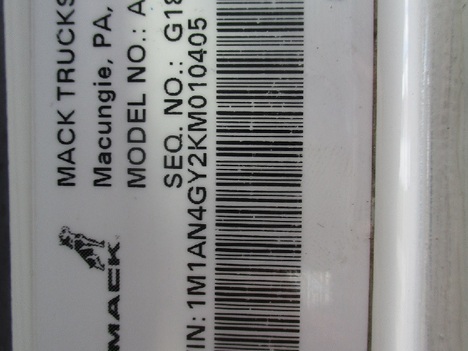 MACK TRUCKS
Macungie, PA,
MODEL NO.: A
SEQ. NO.: G18
IN: 1M1AN4GY2KM010405
MACK